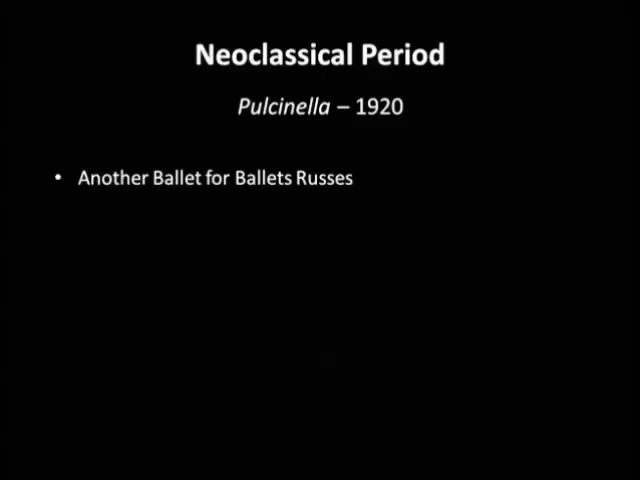 Neoclassical Period
Pulcinella – 1920
• Another Ballet for Ballets Russes